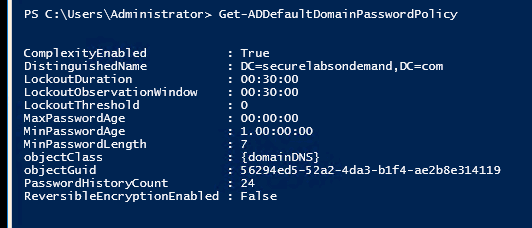 PS C:\Users\Administrator> Get-ADDefaultDomainPasswordPolicy
ComplexityEnabled : True
DistinguishedName : DC=securelabsondemand,DC=com
LockoutDuration : 00:30:00
LockoutObservationWindow : 00:30:00
LockoutThreshold : 0
MaxPasswordAge : 00:00:00
MinPasswordAge : 1.00:00:00
MinPasswordLength : 7
objectClass : {domainDNS}
objectGuid : 56294ed5-52a2-4da3-b1f4-ae2b8e314119
PasswordHistoryCount : 24
ReversibleEncryptionEnabled : False